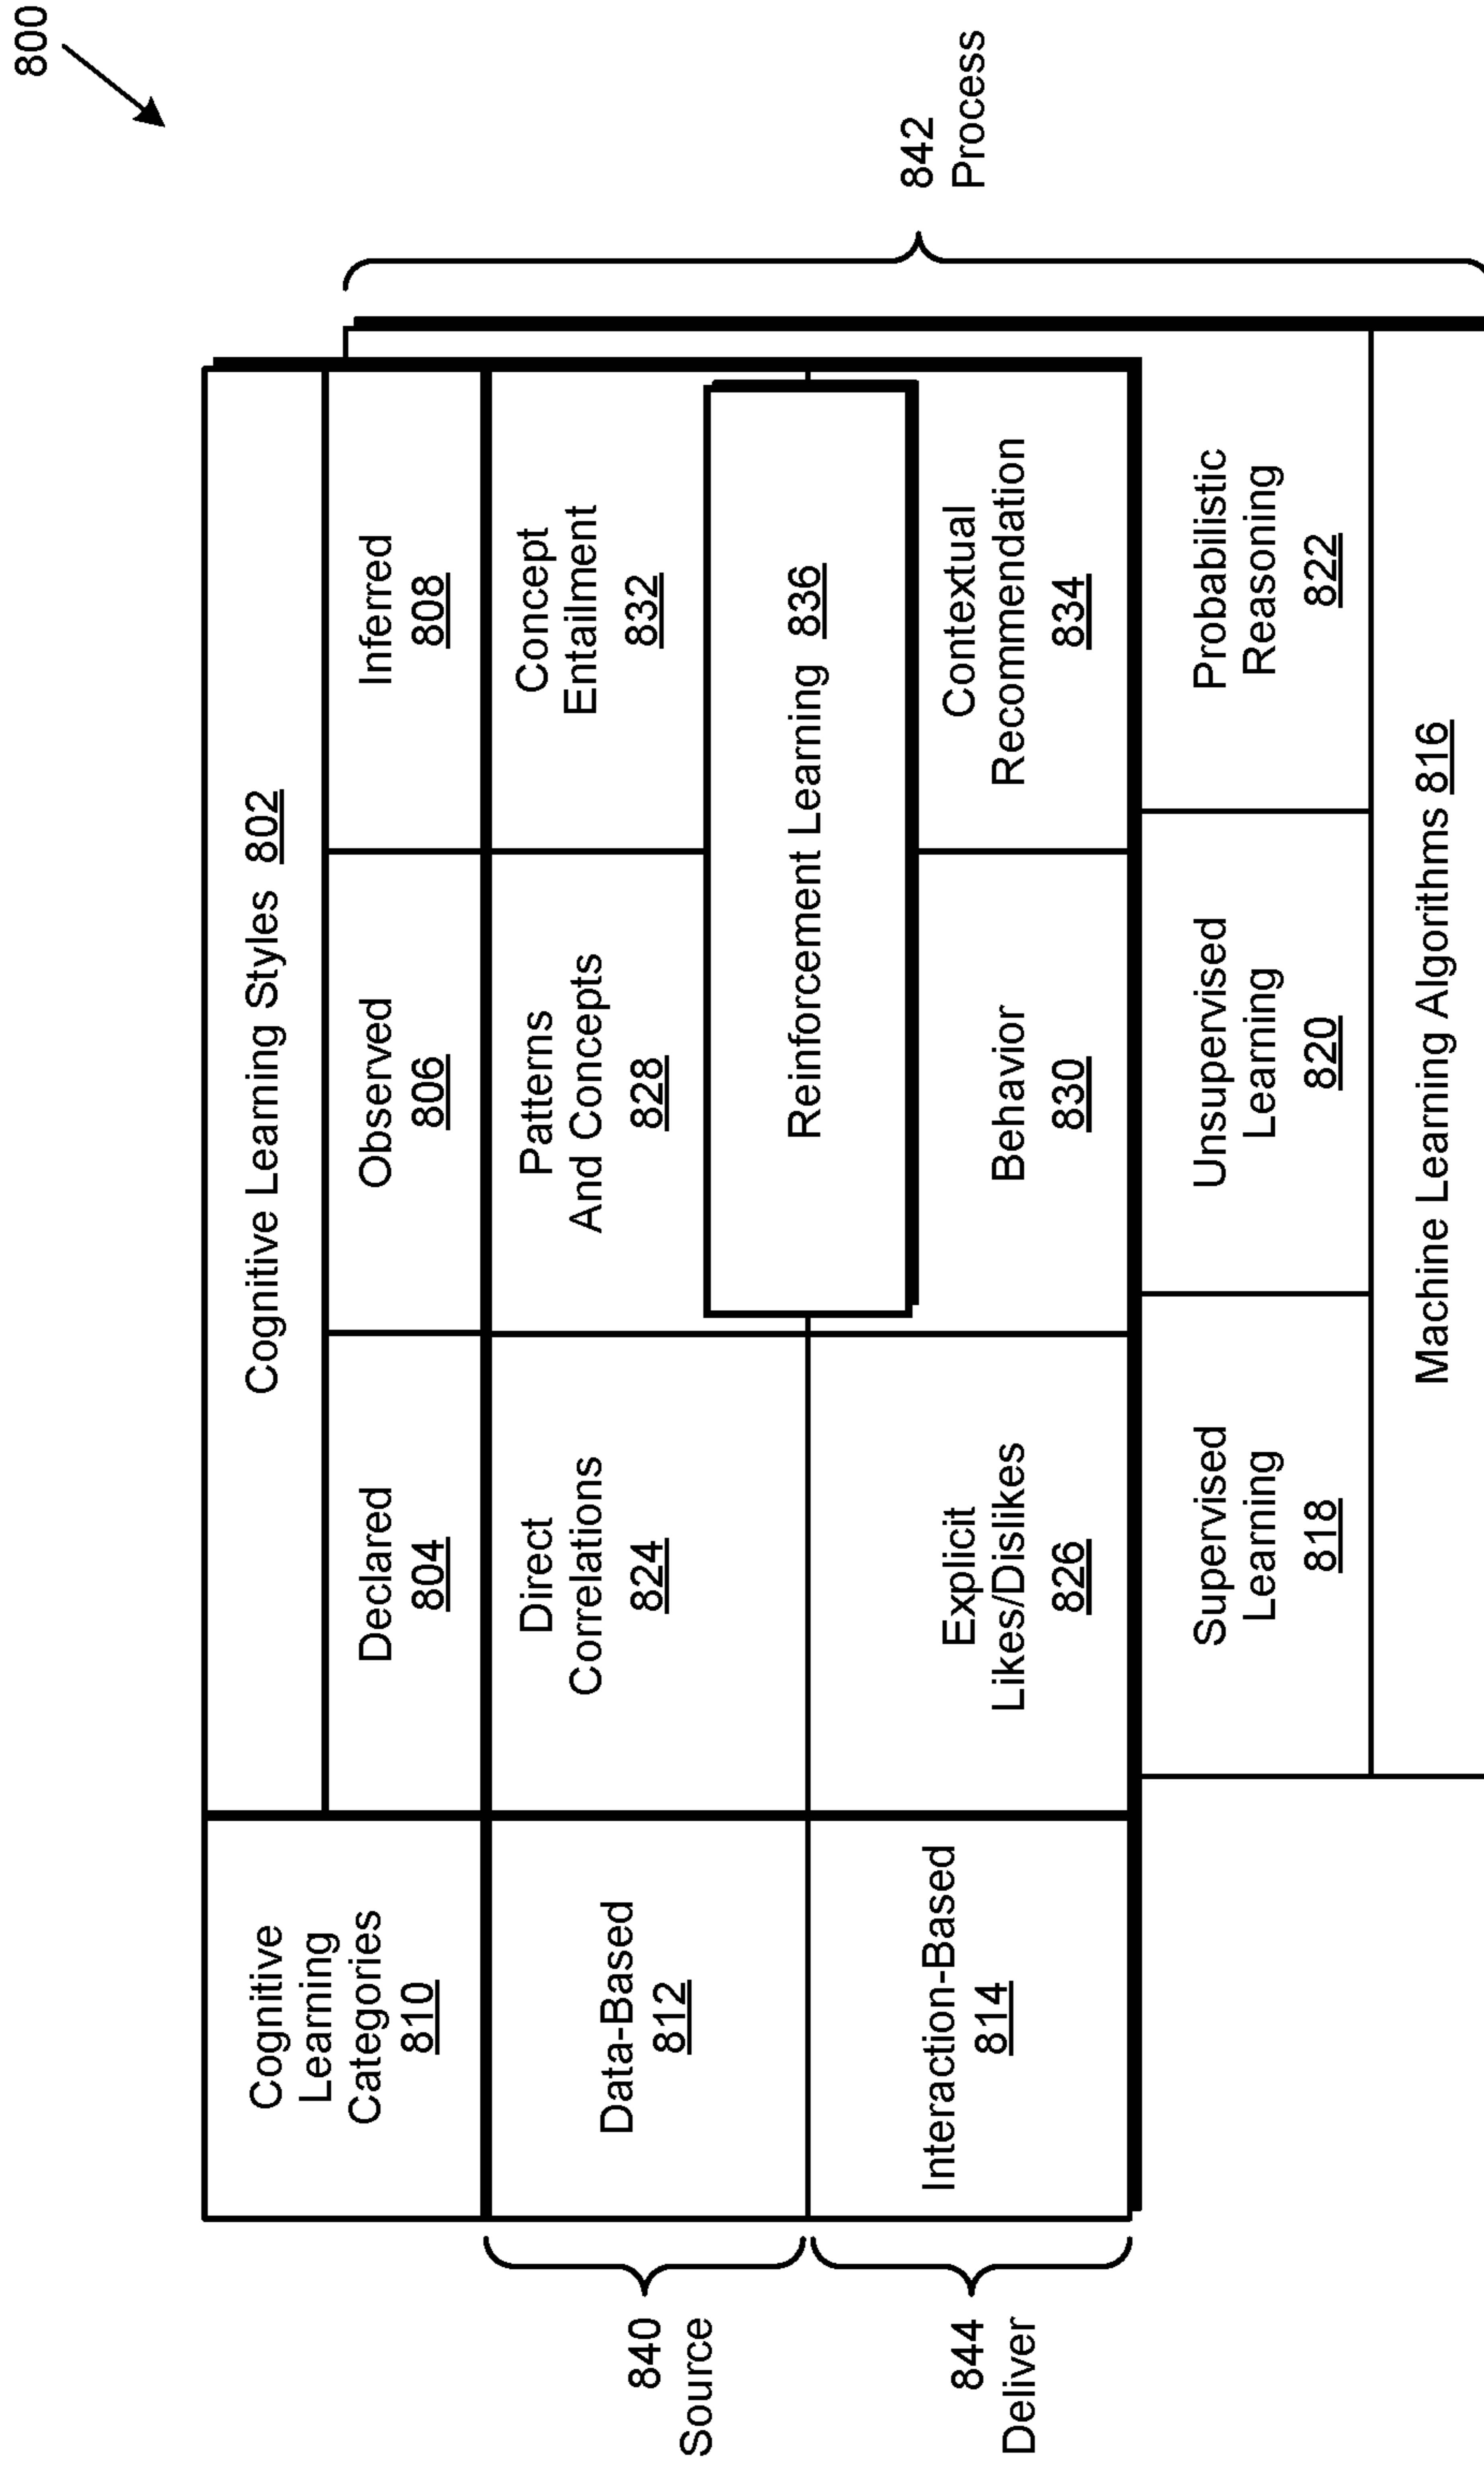 800
Cognitive
Learning
Categories
810
Cognitive Learning Styles 802
Declared
804
Observed
806
Inferred
808
840
Source
Data-Based
812
Direct
Correlations
824
Patterns
And Concepts
828
Concept
Entailment
832
Reinforcement Learning 836
842
Process
844
Deliver
Interaction-Based
814
Explicit
Likes/Dislikes
826
Behavior
830
Contextual
Recommendation
834
Supervised
Learning
818
Unsupervised
Learning
820
Probabilistic
Reasoning
822
Machine Learning Algorithms 816